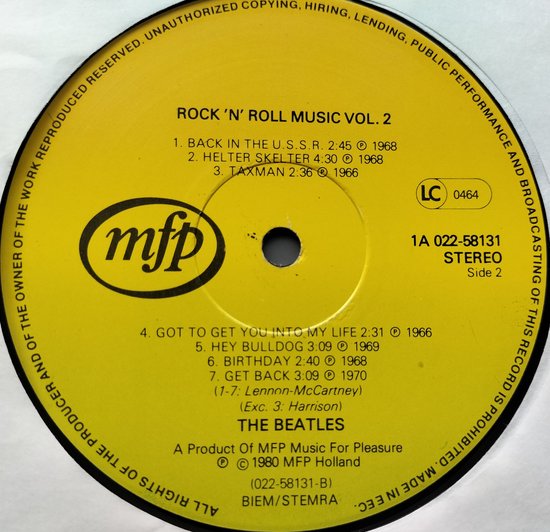 ALL RIGHTS OF THE PRODUCER AND OF THE OWNER OF THE WORK REPRODUCED RESERVED. UNAUTHORIZED COPYING, HIRING, LENDING, PUBLIC PERFORMANCE AND BROADCASTING OF THIS RECORD IS PROHIBITED. MADE IN EEC.
ROCK 'N' ROLL MUSIC VOL. 2
1. BACK IN THE U.S.S.R. 2:45 ℗ 1968
2. HELTER SKELTER 4:30 ℗ 1968
3. TAXMAN 2:36 ℗ 1966
LC 0464
mfp
1A 022-58131
STEREO
Side 2
4. GOT TO GET YOU INTO MY LIFE 2:31 ℗ 1966
5. HEY BULLDOG 3:09 ℗ 1969
6. BIRTHDAY 2:40 ℗ 1968
7. GET BACK 3:09 ℗ 1970
(1-7: Lennon-McCartney)
(Exc. 3: Harrison)
THE BEATLES
A Product Of MFP Music For Pleasure
℗ © 1980 MFP Holland
(022-58131-B)
BIEM/STEMRA